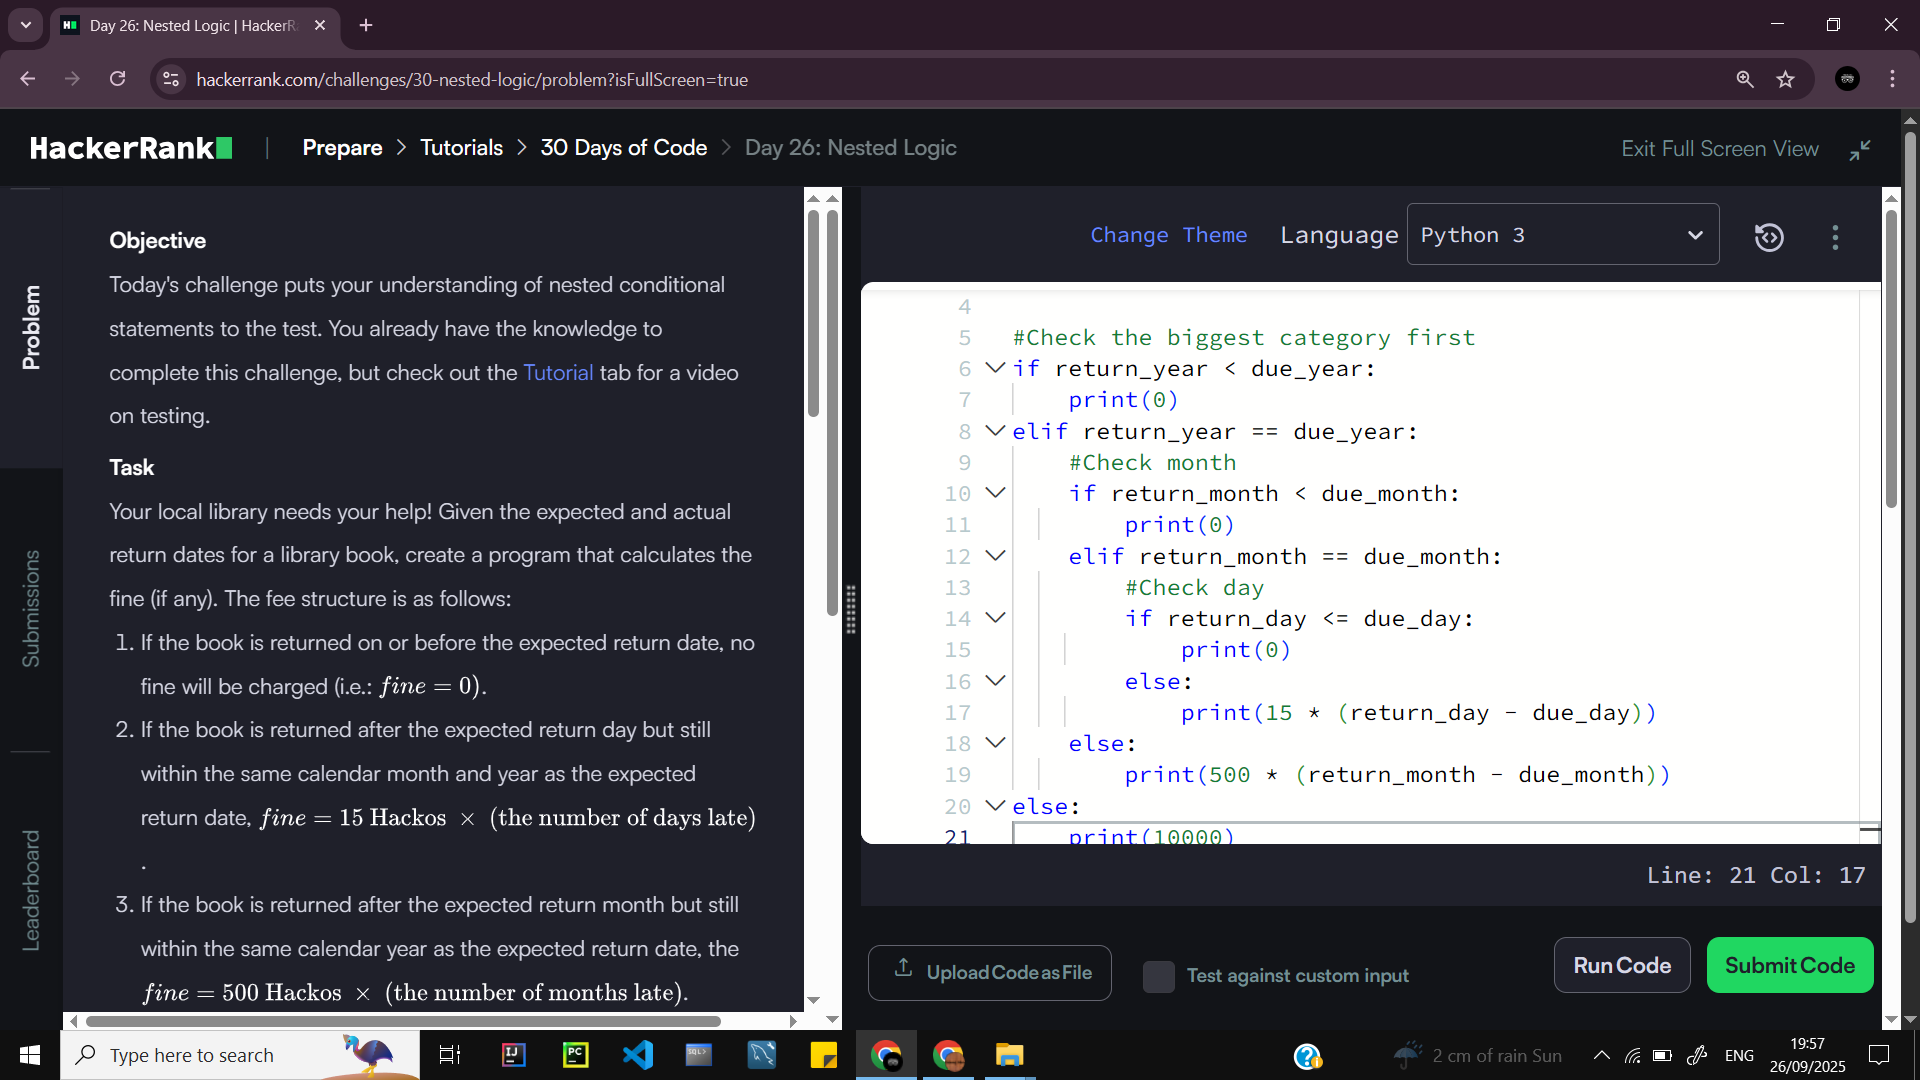 Day 26: Nested Logic | HackerR
hackerrank.com/challenges/30-nested-logic/problem?isFullScreen=true
HackerRank
Prepare > Tutorials > 30 Days of Code > Day 26: Nested Logic
Exit Full Screen View
Problem
Submissions
Leaderboard
Objective
Today's challenge puts your understanding of nested conditional
statements to the test. You already have the knowledge to
complete this challenge, but check out the Tutorial tab for a video
on testing.
Task
Your local library needs your help! Given the expected and actual
return dates for a library book, create a program that calculates the
fine (if any). The fee structure is as follows:
1. If the book is returned on or before the expected return date, no
fine will be charged (i.e.: fine = 0).
2. If the book is returned after the expected return day but still
within the same calendar month and year as the expected
return date, fine = 15 Hackos × (the number of days late)
.
3. If the book is returned after the expected return month but still
within the same calendar year as the expected return date, the
fine = 500 Hackos × (the number of months late).
Change Theme Language Python 3
4
5 #Check the biggest category first
6 if return_year < due_year:
7 print(0)
8 elif return_year == due_year:
9 #Check month
10 if return_month < due_month:
11 print(0)
12 elif return_month == due_month:
13 #Check day
14 if return_day <= due_day:
15 print(0)
16 else:
17 print(15 * (return_day - due_day))
18 else:
19 print(500 * (return_month - due_month))
20 else:
21 print(10000)
Line: 21 Col: 17
Upload Code as File
Test against custom input
Run Code
Submit Code
Type here to search
IJ
PC
SQL>
2 cm of rain Sun
ENG
19:57
26/09/2025